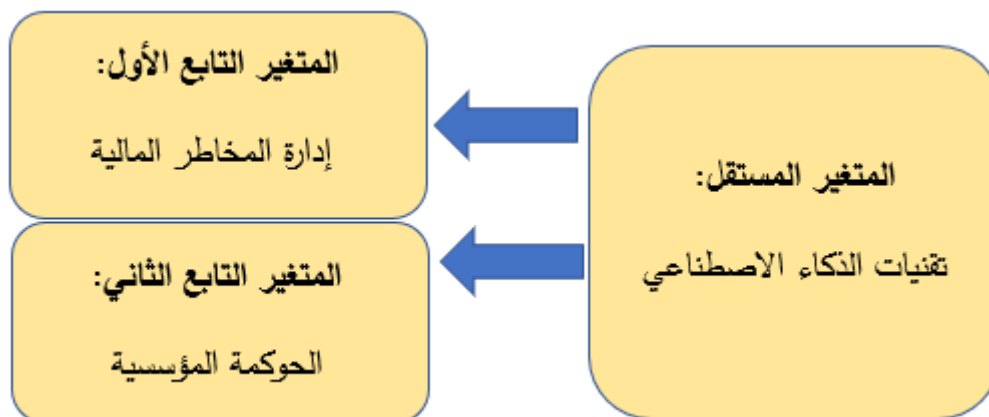 المتغير المستقل:
تقنيات الذكاء الاصطناعي
المتغير التابع الأول:
إدارة المخاطر المالية
المتغير التابع الثاني:
الحوكمة المؤسسية